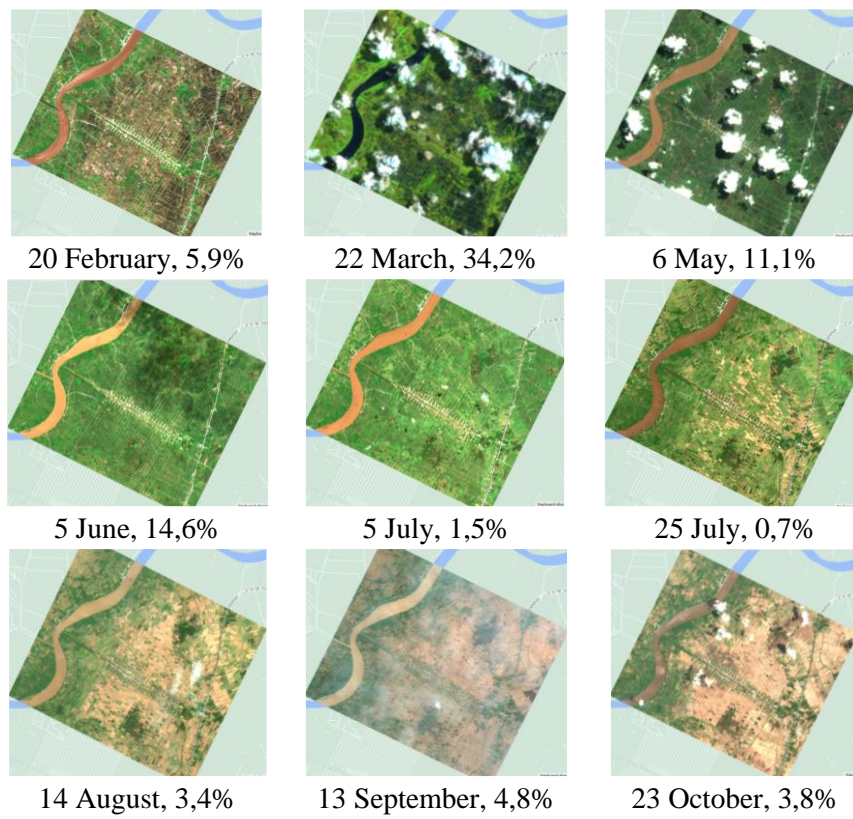 20 February, 5,9%
22 March, 34,2%
6 May, 11,1%
5 June, 14,6%
5 July, 1,5%
25 July, 0,7%
14 August, 3,4%
13 September, 4,8%
23 October, 3,8%